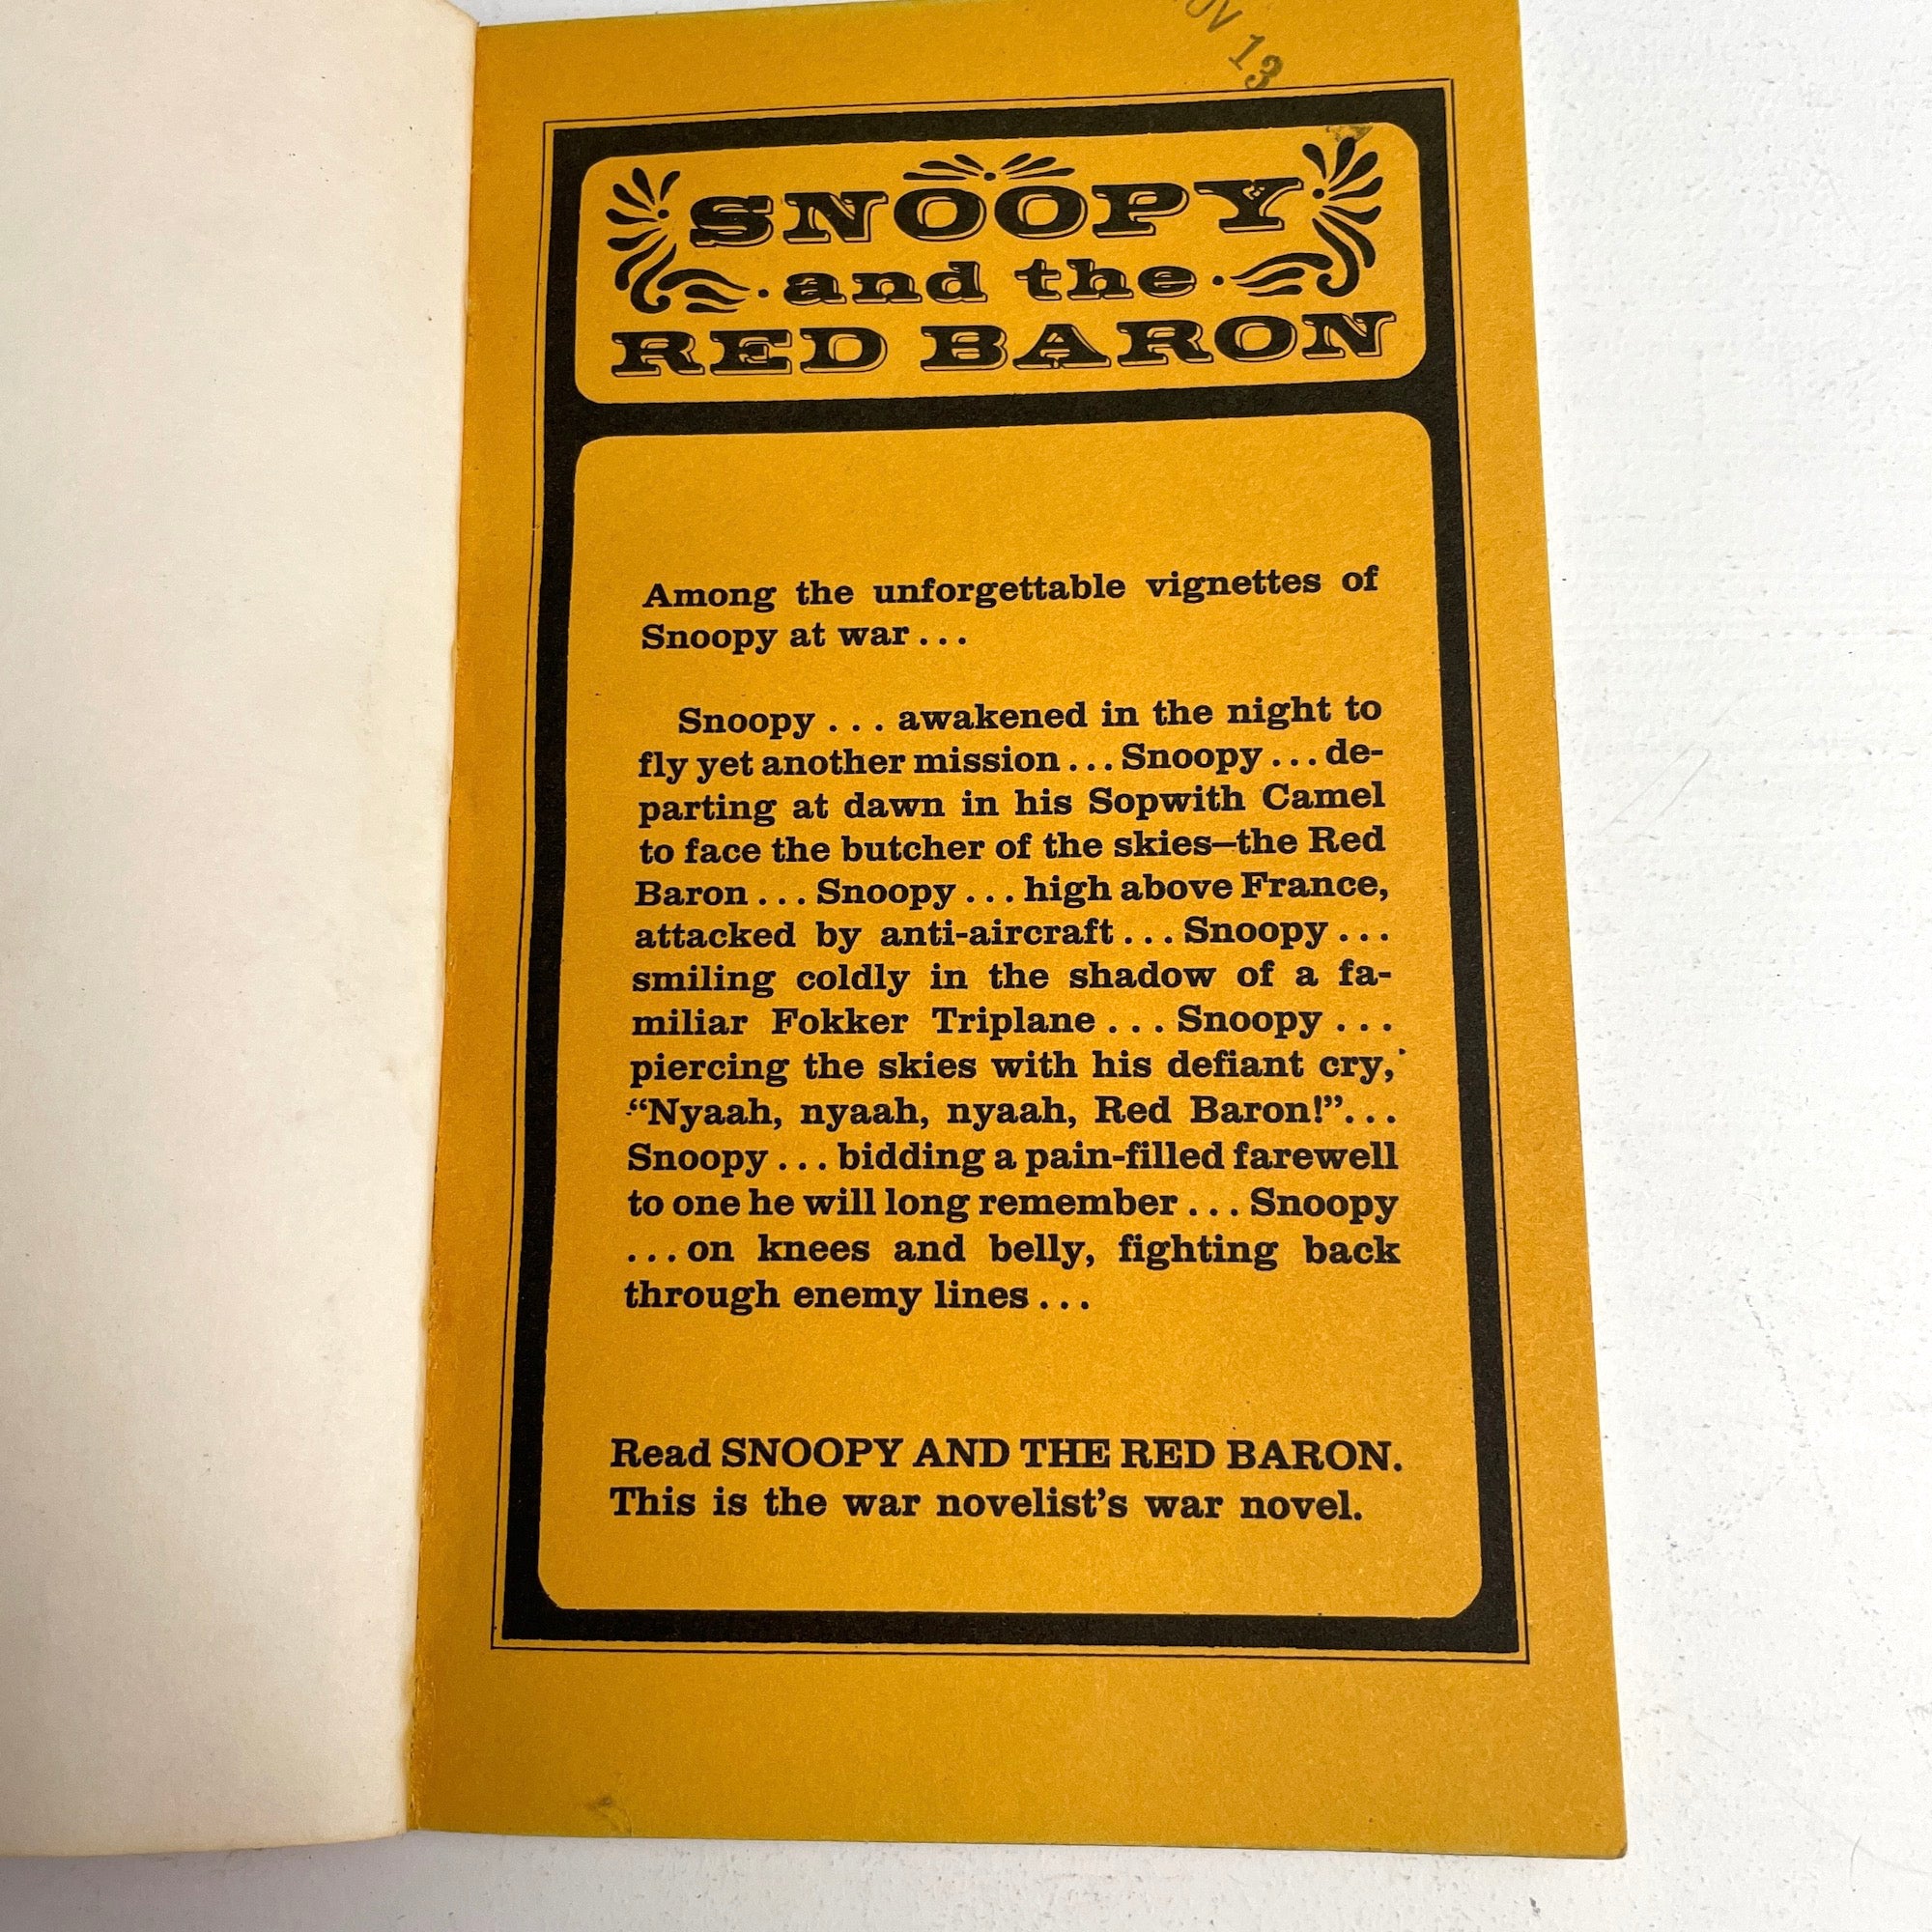 13
SNOOPY
and the
RED BARON
Among the unforgettable vignettes of
Snoopy at war . . .
Snoopy . . . awakened in the night to
fly yet another mission . . . Snoopy . . . de-
parting at dawn in his Sopwith Camel
to face the butcher of the skies—the Red
Baron . . . Snoopy . . . high above France,
attacked by anti-aircraft . . . Snoopy . . .
smiling coldly in the shadow of a fa-
miliar Fokker Triplane . . . Snoopy . . .
piercing the skies with his defiant cry,
“Nyaah, nyaah, nyaah, Red Baron!”. . .
Snoopy . . . bidding a pain-filled farewell
to one he will long remember . . . Snoopy
. . . on knees and belly, fighting back
through enemy lines . . .
Read SNOOPY AND THE RED BARON.
This is the war novelist’s war novel.